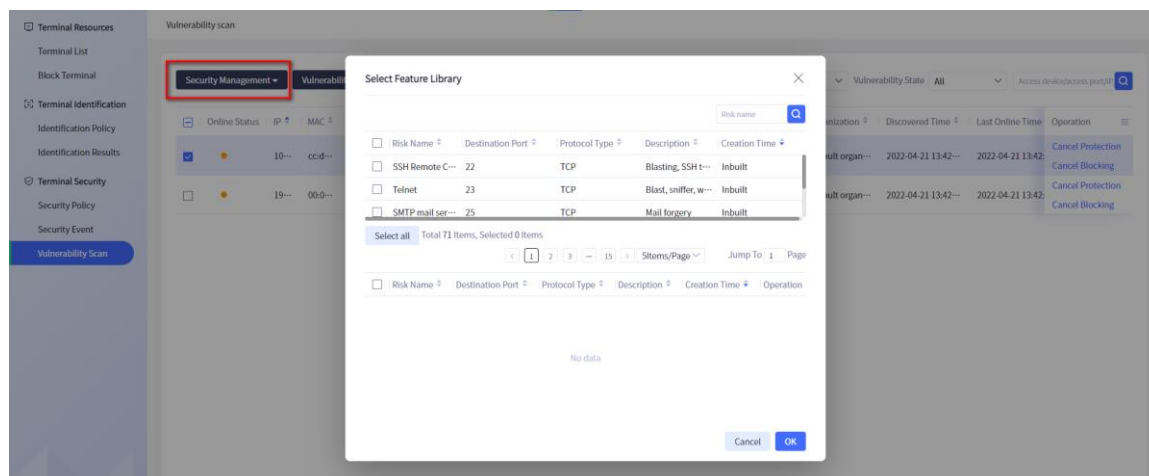 Terminal Resources
Terminal List
Block Terminal
Terminal Identification
Identification Policy
Identification Results
Terminal Security
Security Policy
Security Event
Vulnerability Scan
Vulnerability scan
Security Management
Vulnerabili
Vulnerability State All
Access device/access port/IP
Online Status IP MAC
nization Discovered Time Last Online Time Operation
10··· cc:d··· ult organ··· 2022-04-21 13:42··· 2022-04-21 13:42: Cancel Protection
Cancel Blocking
19··· 00:0··· ult organ··· 2022-04-21 13:42··· 2022-04-21 13:42: Cancel Protection
Cancel Blocking
Select Feature Library
Risk name
Risk Name Destination Port Protocol Type Description Creation Time
SSH Remote C··· 22 TCP Blasting, SSH t··· Inbuilt
Telnet 23 TCP Blast, sniffer, w··· Inbuilt
SMTP mail ser··· 25 TCP Mail forgery Inbuilt
Select all Total 71 Items, Selected 0 Items
< 1 2 3 ··· 15 > 5Items/Page Jump To 1 Page
Risk Name Destination Port Protocol Type Description Creation Time Operation
No data
Cancel OK